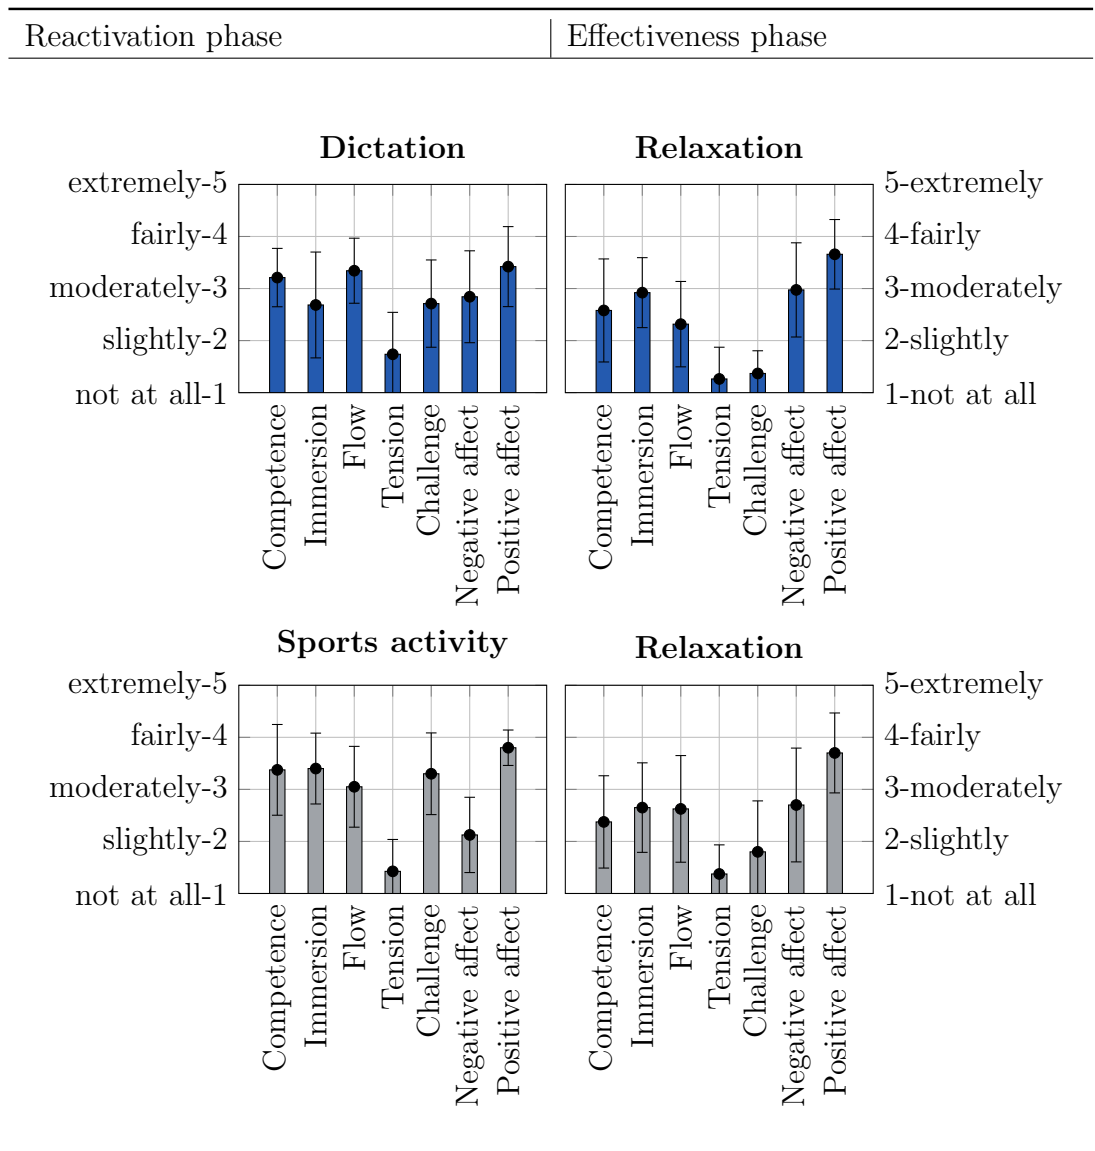 Reactivation phase
Effectiveness phase
Dictation
extremely-5
fairly-4
moderately-3
slightly-2
not at all-1
Competence
Immersion
Flow
Tension
Challenge
Negative affect
Positive affect
Relaxation
5-extremely
4-fairly
3-moderately
2-slightly
1-not at all
Competence
Immersion
Flow
Tension
Challenge
Negative affect
Positive affect
Sports activity
extremely-5
fairly-4
moderately-3
slightly-2
not at all-1
Competence
Immersion
Flow
Tension
Challenge
Negative affect
Positive affect
Relaxation
5-extremely
4-fairly
3-moderately
2-slightly
1-not at all
Competence
Immersion
Flow
Tension
Challenge
Negative affect
Positive affect